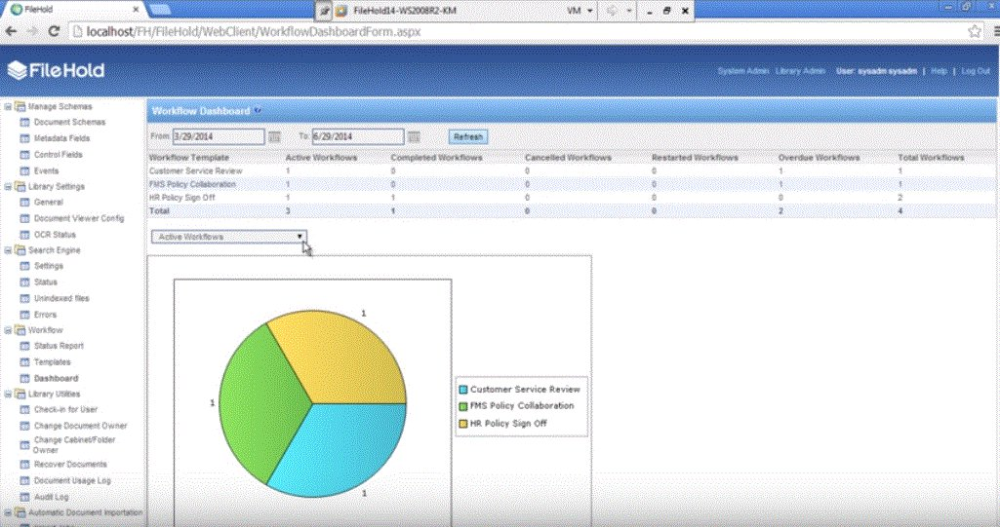 FileHold
FileHold14-WS2008R2-KM
VM
localhost/FH/FileHold/WebClient/WorkflowDashboardForm.aspx
FileHold
System Admin Library Admin User: sysadm sysadm | Help | Log Out
Manage Schemas
Document Schemas
Metadata Fields
Control Fields
Events
Library Settings
General
Document Viewer Config
OCR Status
Search Engine
Settings
Status
Unindexed files
Errors
Workflow
Status Report
Templates
Dashboard
Library Utilities
Check-in for User
Change Document Owner
Change Cabinet/Folder
Owner
Recover Documents
Document Usage Log
Audit Log
Automatic Document Importation
Workflow Dashboard
From 3/29/2014 To: 6/29/2014 Refresh
Workflow Template Active Workflows Completed Workflows Cancelled Workflows Restarted Workflows Overdue Workflows Total Workflows
Customer Service Review 1 0 0 0 1 1
FMS Policy Collaboration 1 0 0 0 1 1
HR Policy Sign Off 1 1 0 0 0 2
Total 3 1 0 0 2 4
Active Workflows
1
1
1
Customer Service Review
FMS Policy Collaboration
HR Policy Sign Off